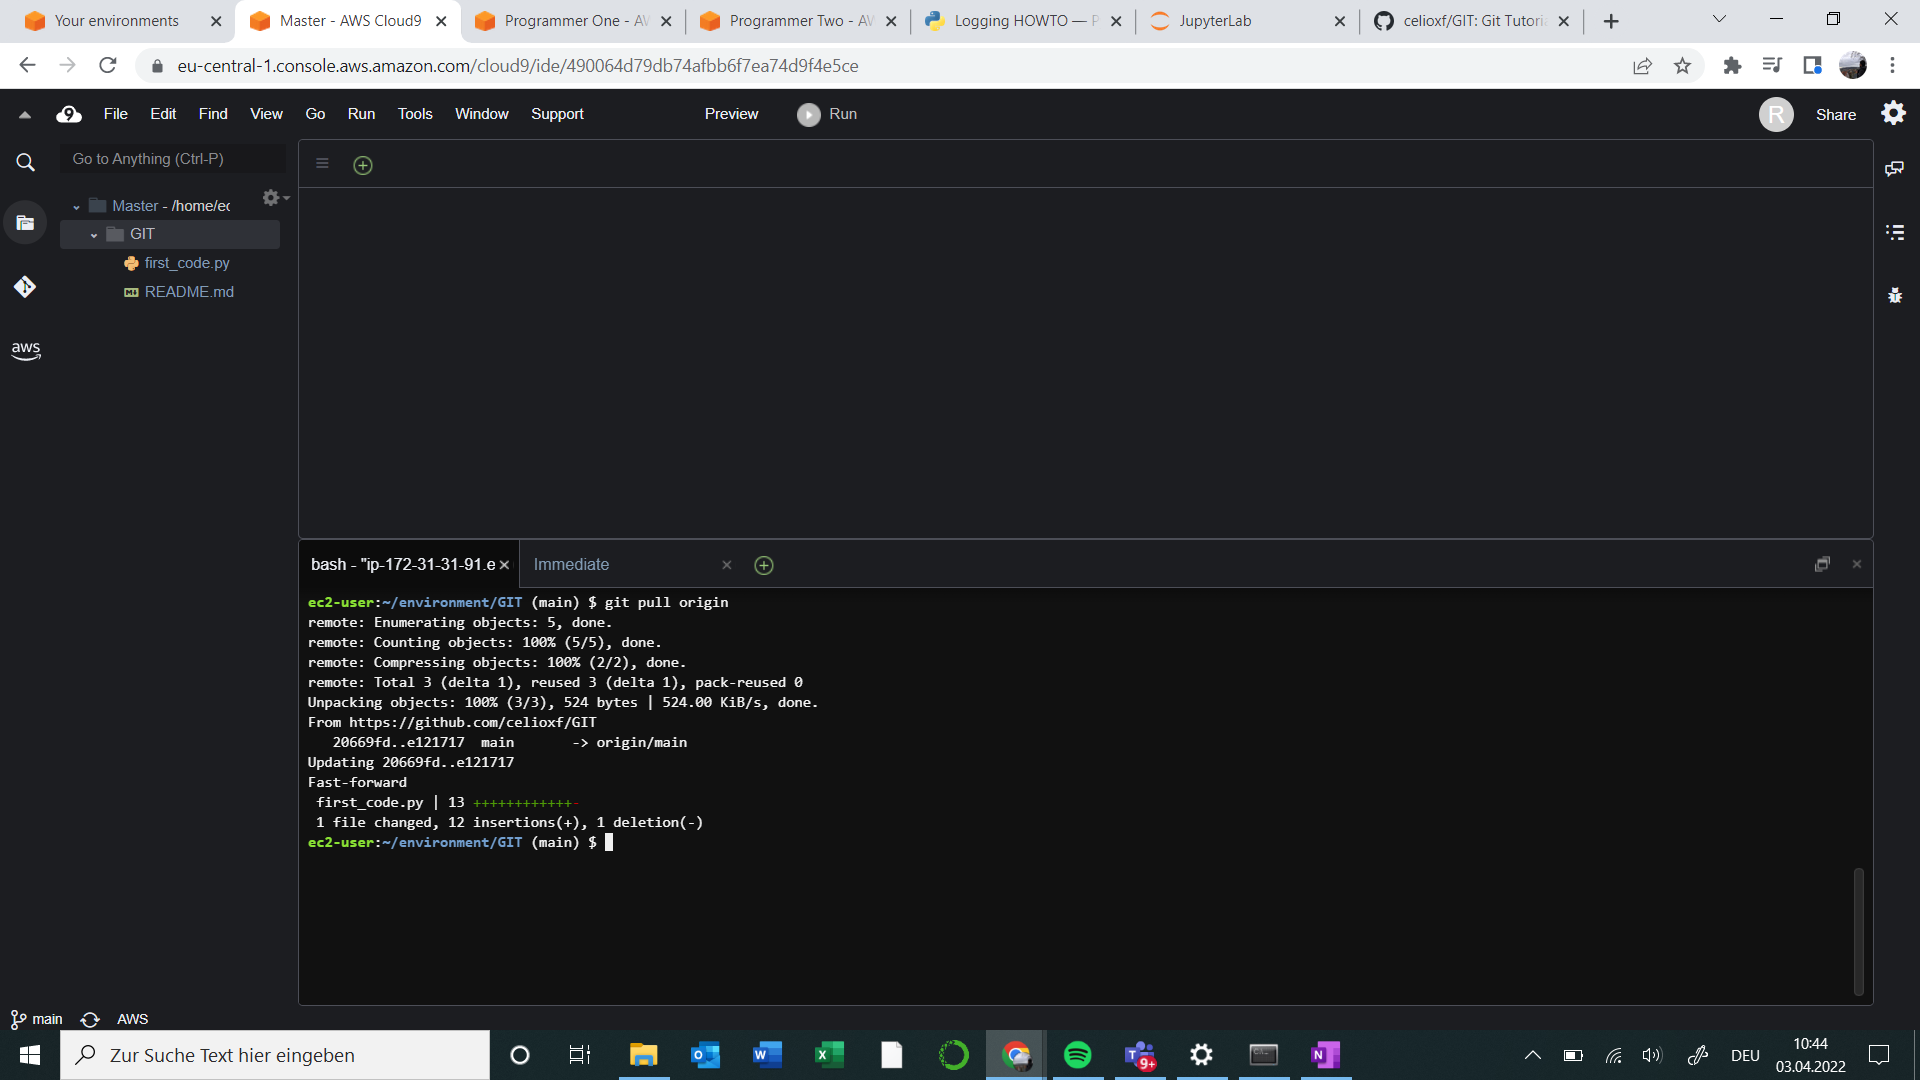 Your environments
Master - AWS Cloud9
Programmer One - AW
Programmer Two - AW
Logging HOWTO — P
JupyterLab
celioxf/GIT: Git Tutoria
eu-central-1.console.aws.amazon.com/cloud9/ide/490064d79db74afbb6f7ea74d9f4e5ce
9 File Edit Find View Go Run Tools Window Support Preview Run R Share
Go to Anything (Ctrl-P)
Master - /home/ec
GIT
first_code.py
README.md
aws
bash - "ip-172-31-31-91.e
Immediate
ec2-user:~/environment/GIT (main) $ git pull origin
remote: Enumerating objects: 5, done.
remote: Counting objects: 100% (5/5), done.
remote: Compressing objects: 100% (2/2), done.
remote: Total 3 (delta 1), reused 3 (delta 1), pack-reused 0
Unpacking objects: 100% (3/3), 524 bytes | 524.00 KiB/s, done.
From https://github.com/celioxf/GIT
20669fd..e121717 main -> origin/main
Updating 20669fd..e121717
Fast-forward
first_code.py | 13 ++++++++++++-
1 file changed, 12 insertions(+), 1 deletion(-)
ec2-user:~/environment/GIT (main) $
main AWS
Zur Suche Text hier eingeben
9+
DEU
10:44
03.04.2022